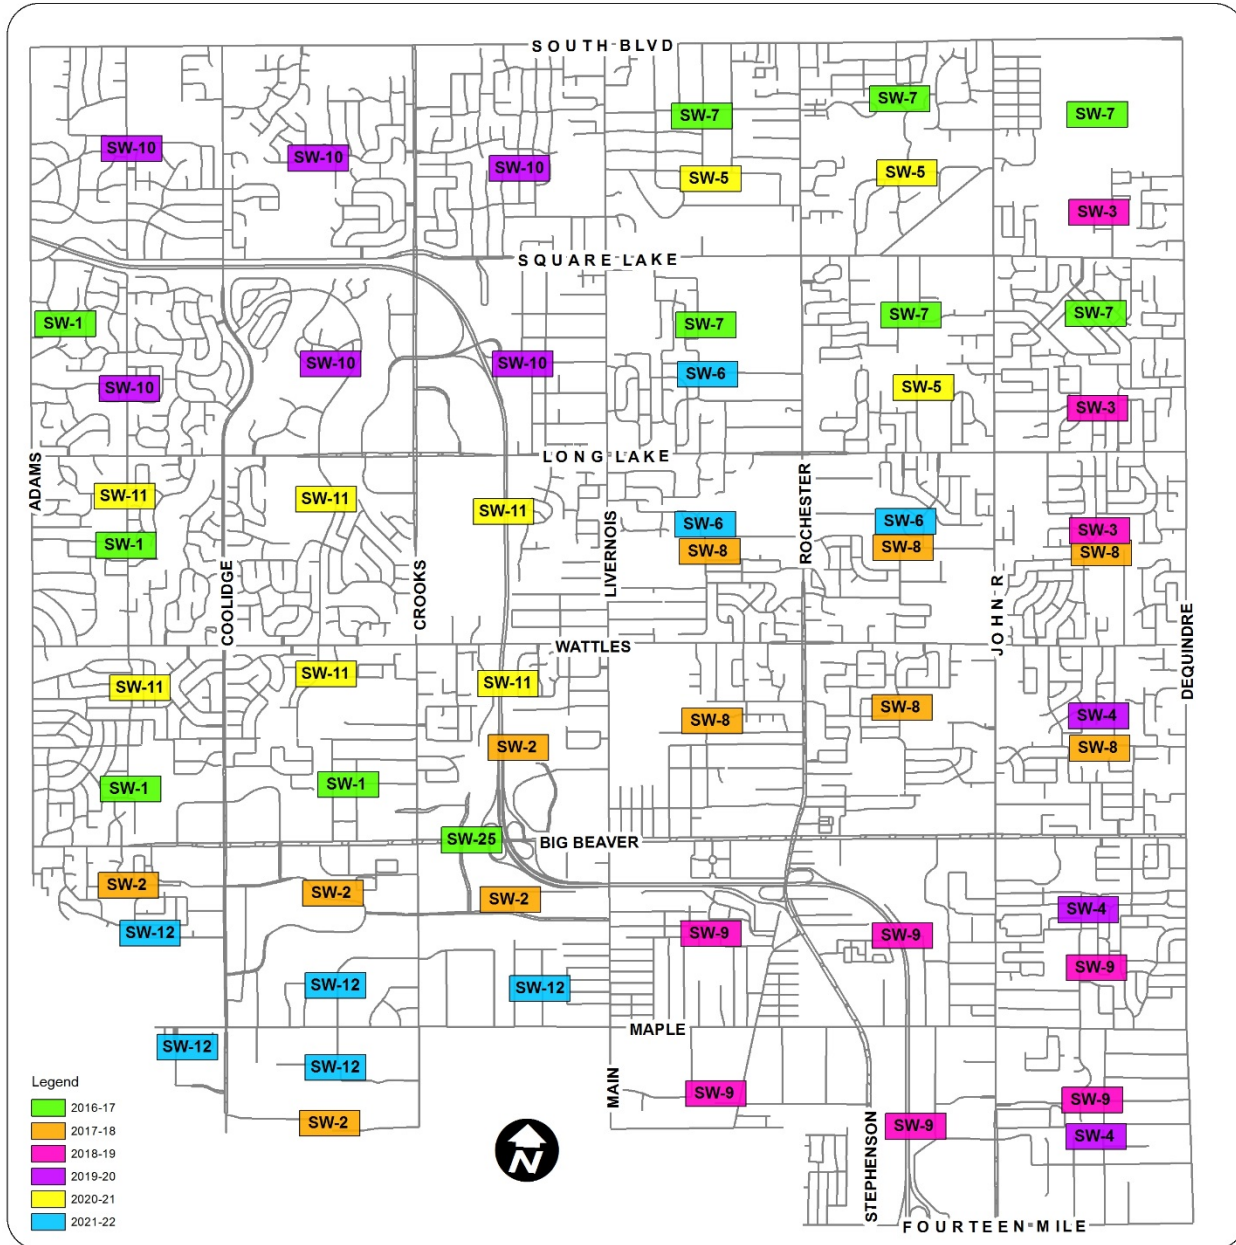 SOUTH BLVD
SW-7
SW-7
SW-7
SW-10
SW-10
SW-10
SW-5
SW-5
SW-3
SQUARE LAKE
SW-1
SW-7
SW-7
SW-7
SW-10
SW-10
SW-10
SW-6
SW-5
SW-3
LONG LAKE
ADAMS
SW-11
SW-11
SW-11
LIVERNOIS
ROCHESTER
SW-6
SW-6
SW-3
SW-1
SW-8
SW-8
SW-8
COOLIDGE
CROOKS
JOHN R
DEQUINDRE
WATTLES
SW-11
SW-11
SW-11
SW-8
SW-8
SW-4
SW-2
SW-8
SW-1
SW-1
SW-25
BIG BEAVER
SW-2
SW-2
SW-2
SW-4
SW-12
SW-9
SW-9
SW-9
SW-12
SW-12
MAPLE
SW-12
SW-12
MAIN
SW-9
SW-9
SW-2
STEPHENSON
SW-9
SW-4
FOURTEEN MILE
N
Legend
2016-17
2017-18
2018-19
2019-20
2020-21
2021-22